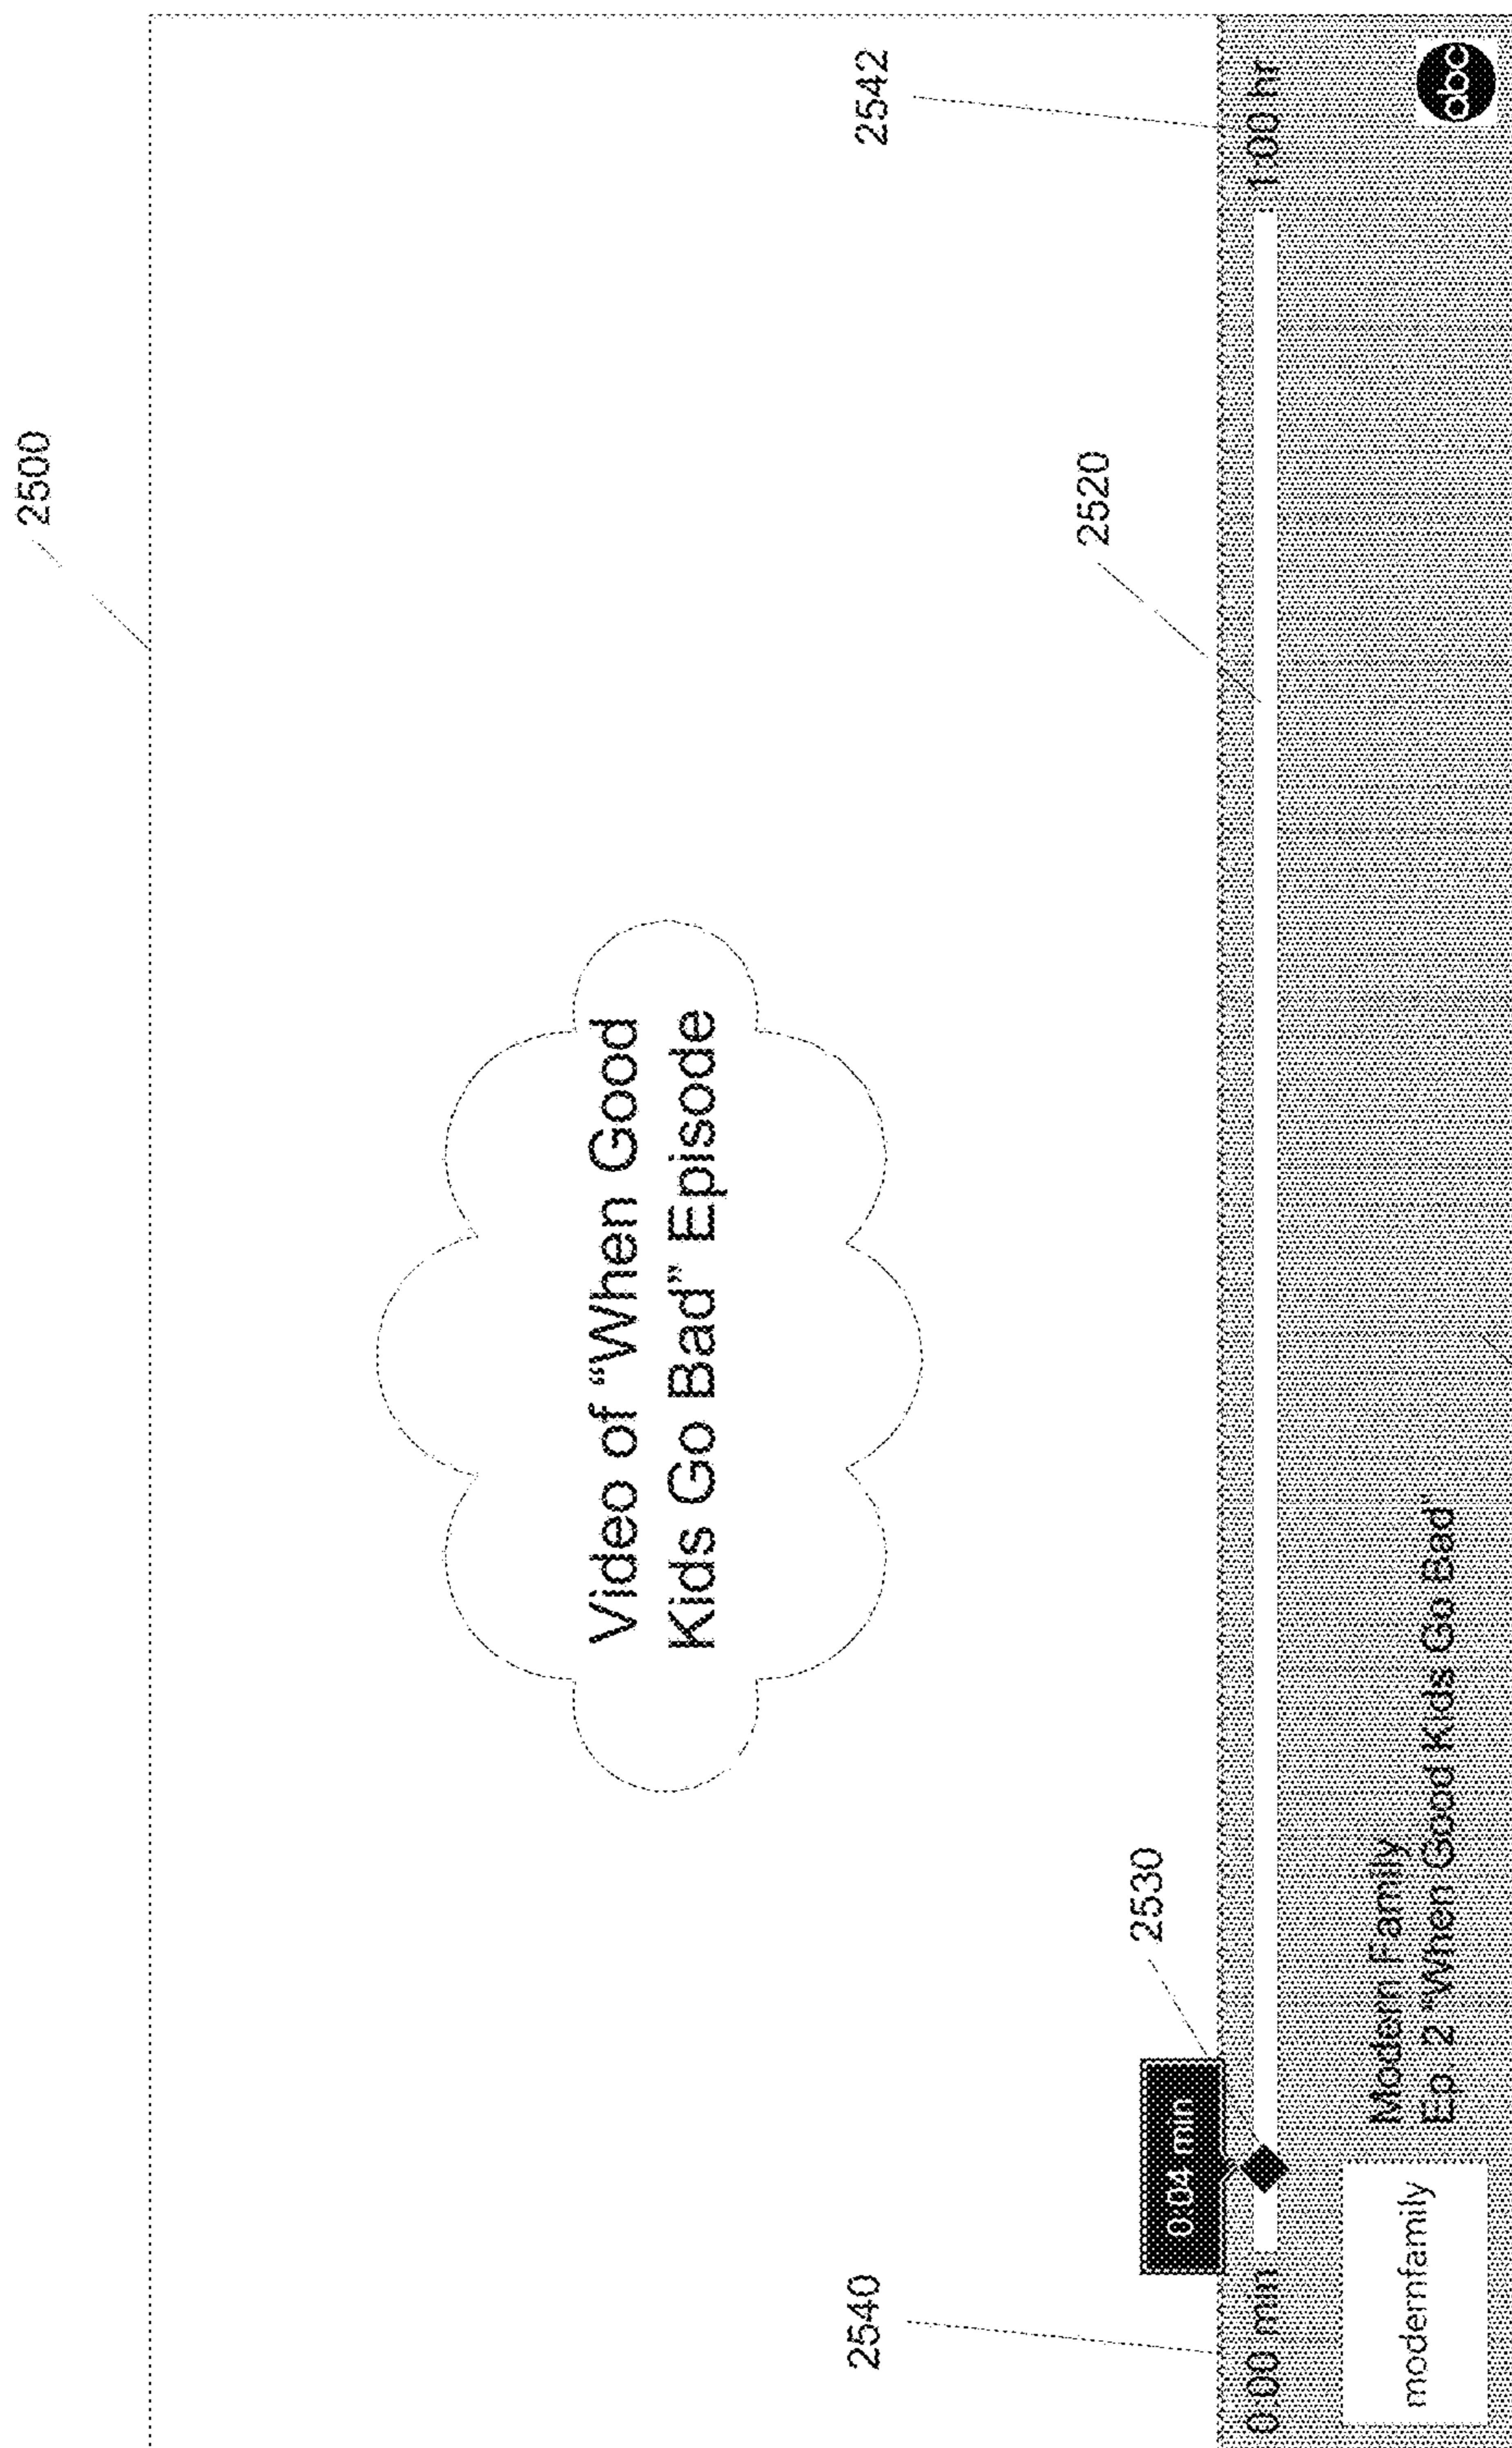 2500
2542
2520
Video of “When Good
Kids Go Bad” Episode
2530
2540
8:04 min
0:00 min
1:00 hr
modernfamily
Modern Family
Ep. 2 “When Good Kids Go Bad”
abc